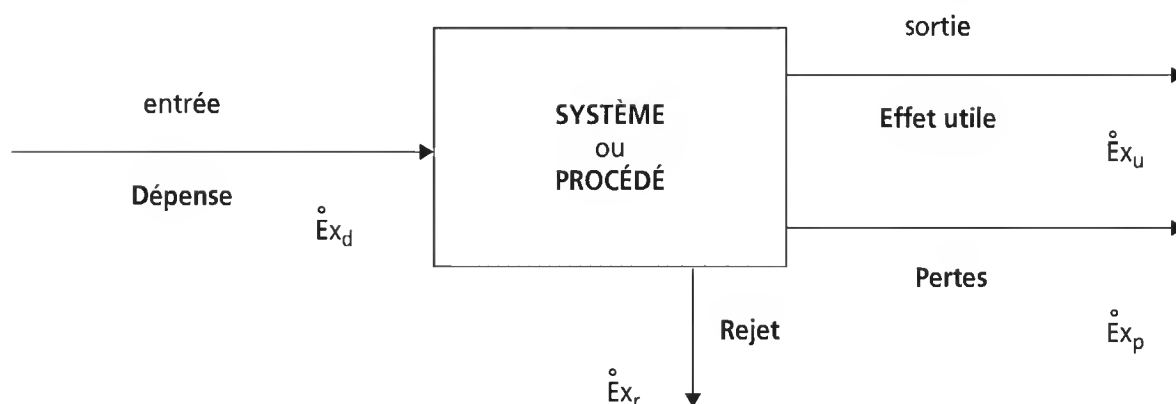 sortie
entrée
SYSTÈME
ou
PROCÉDÉ
Effet utile
E̊x_u
Dépense
E̊x_d
Pertes
Rejet
E̊x_p
E̊x_r